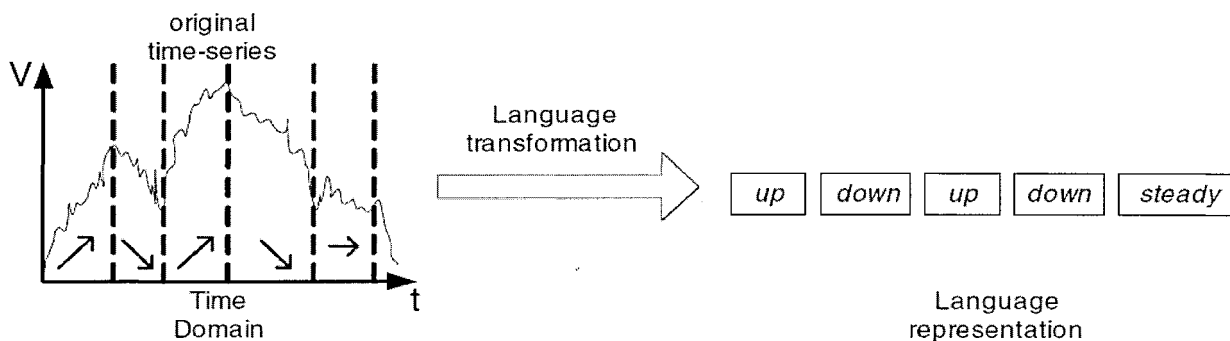 original
time-series
V
t
Time
Domain
Language
transformation
up
down
up
down
steady
Language
representation